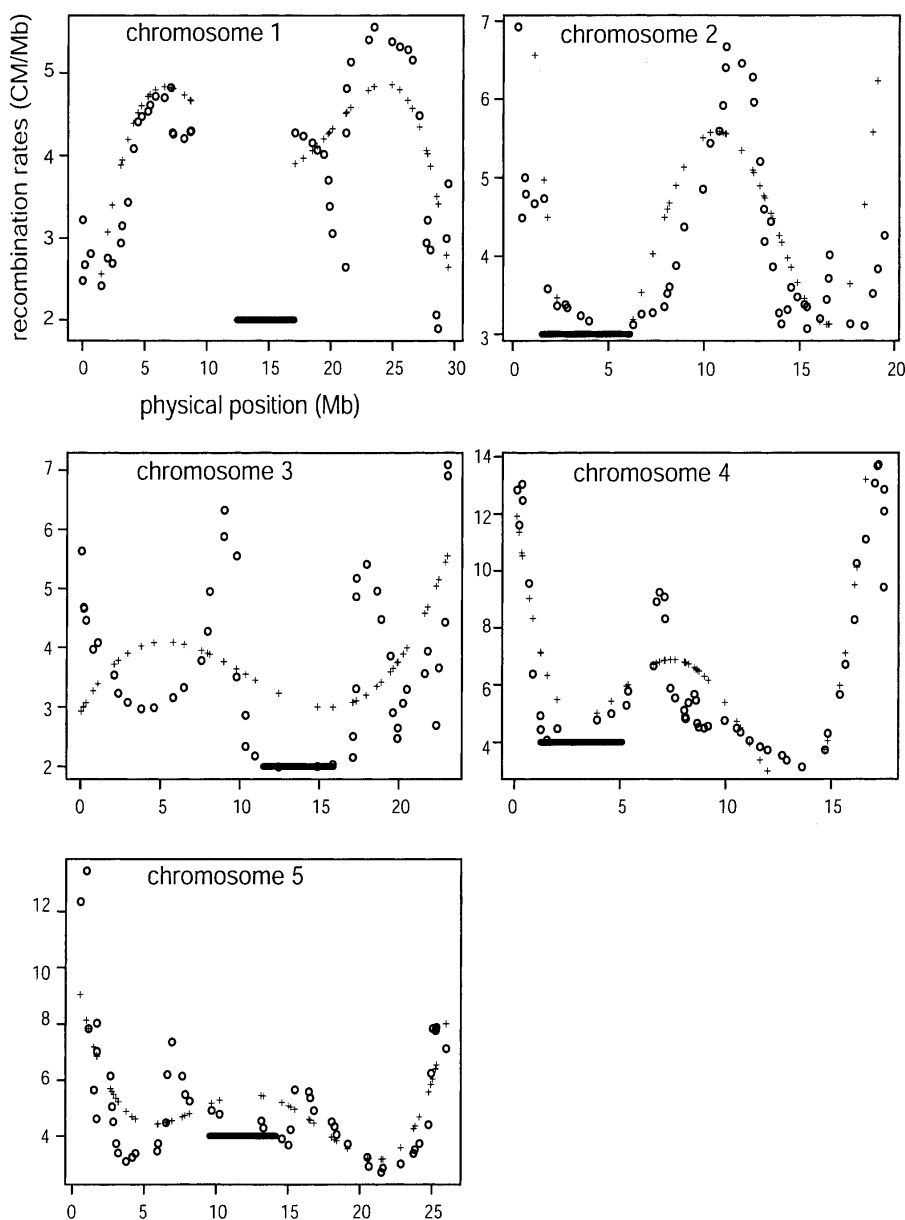 chromosome 1
chromosome 2
recombination rates (CM/Mb)
5
4
3
2
0 5 10 15 20 25 30
physical position (Mb)
7
6
5
4
3
0 5 10 15 20
chromosome 3
chromosome 4
7
6
5
4
3
2
0 5 10 15 20
14
12
10
8
6
4
0 5 10 15
chromosome 5
12
10
8
6
4
0 5 10 15 20 25